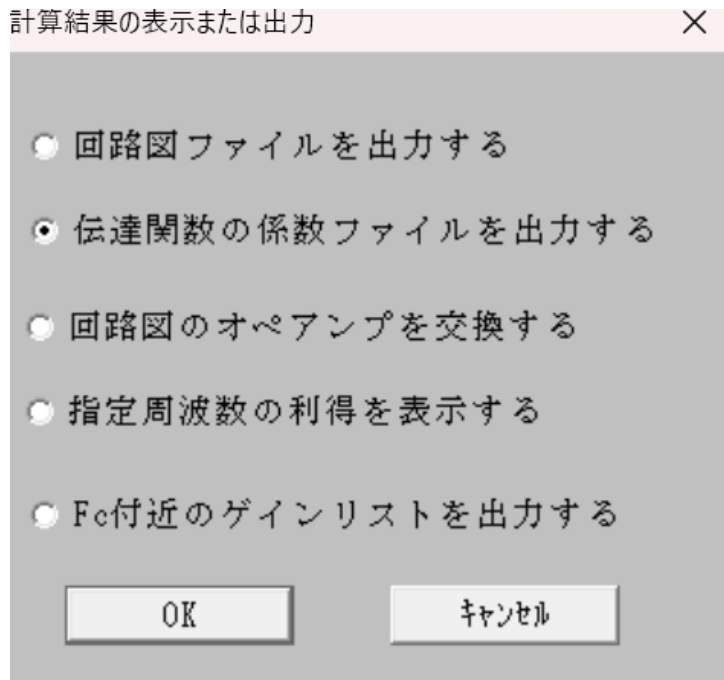 計算結果の表示または出力
回路図ファイルを出力する
伝達関数の係数ファイルを出力する
回路図のオペアンプを交換する
指定周波数の利得を表示する
Fc付近のゲインリストを出力する
OK ｷｬﾝｾﾙ